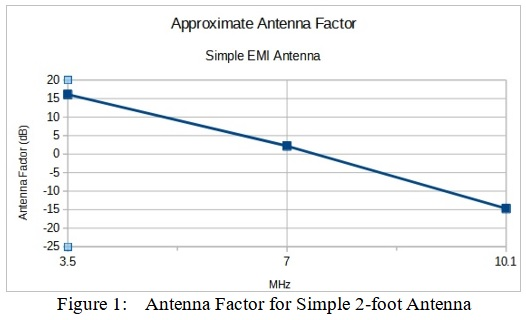 Approximate Antenna Factor
Simple EMI Antenna
Antenna Factor (dB)
20
15
10
5
0
-5
-10
-15
-20
-25
3.5 7 10.1
MHz
Figure 1: Antenna Factor for Simple 2-foot Antenna